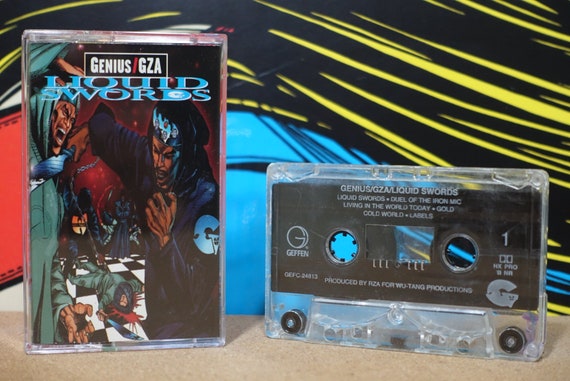 GENIUS/GZA
LIQUID
SWORDS
GENIUS/GZA/LIQUID SWORDS
LIQUID SWORDS • DUEL OF THE IRON MIC
LIVING IN THE WORLD TODAY • GOLD
COLD WORLD • LABELS
G
GEFFEN
1
GEFC-24813
HX PRO
B NR
PRODUCED BY RZA FOR WU-TANG PRODUCTIONS